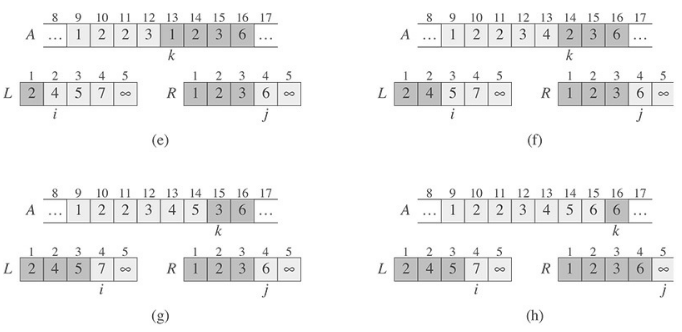 8 9 10 11 12 13 14 15 16 17
A … 1 2 2 3 1 2 3 6 …
k
1 2 3 4 5
L 2 4 5 7 ∞
i
1 2 3 4 5
R 1 2 3 6 ∞
j
(e)
8 9 10 11 12 13 14 15 16 17
A … 1 2 2 3 4 2 3 6 …
k
1 2 3 4 5
L 2 4 5 7 ∞
i
1 2 3 4 5
R 1 2 3 6 ∞
j
(f)
8 9 10 11 12 13 14 15 16 17
A … 1 2 2 3 4 5 3 6 …
k
1 2 3 4 5
L 2 4 5 7 ∞
i
1 2 3 4 5
R 1 2 3 6 ∞
j
(g)
8 9 10 11 12 13 14 15 16 17
A … 1 2 2 3 4 5 6 6 …
k
1 2 3 4 5
L 2 4 5 7 ∞
i
1 2 3 4 5
R 1 2 3 6 ∞
j
(h)